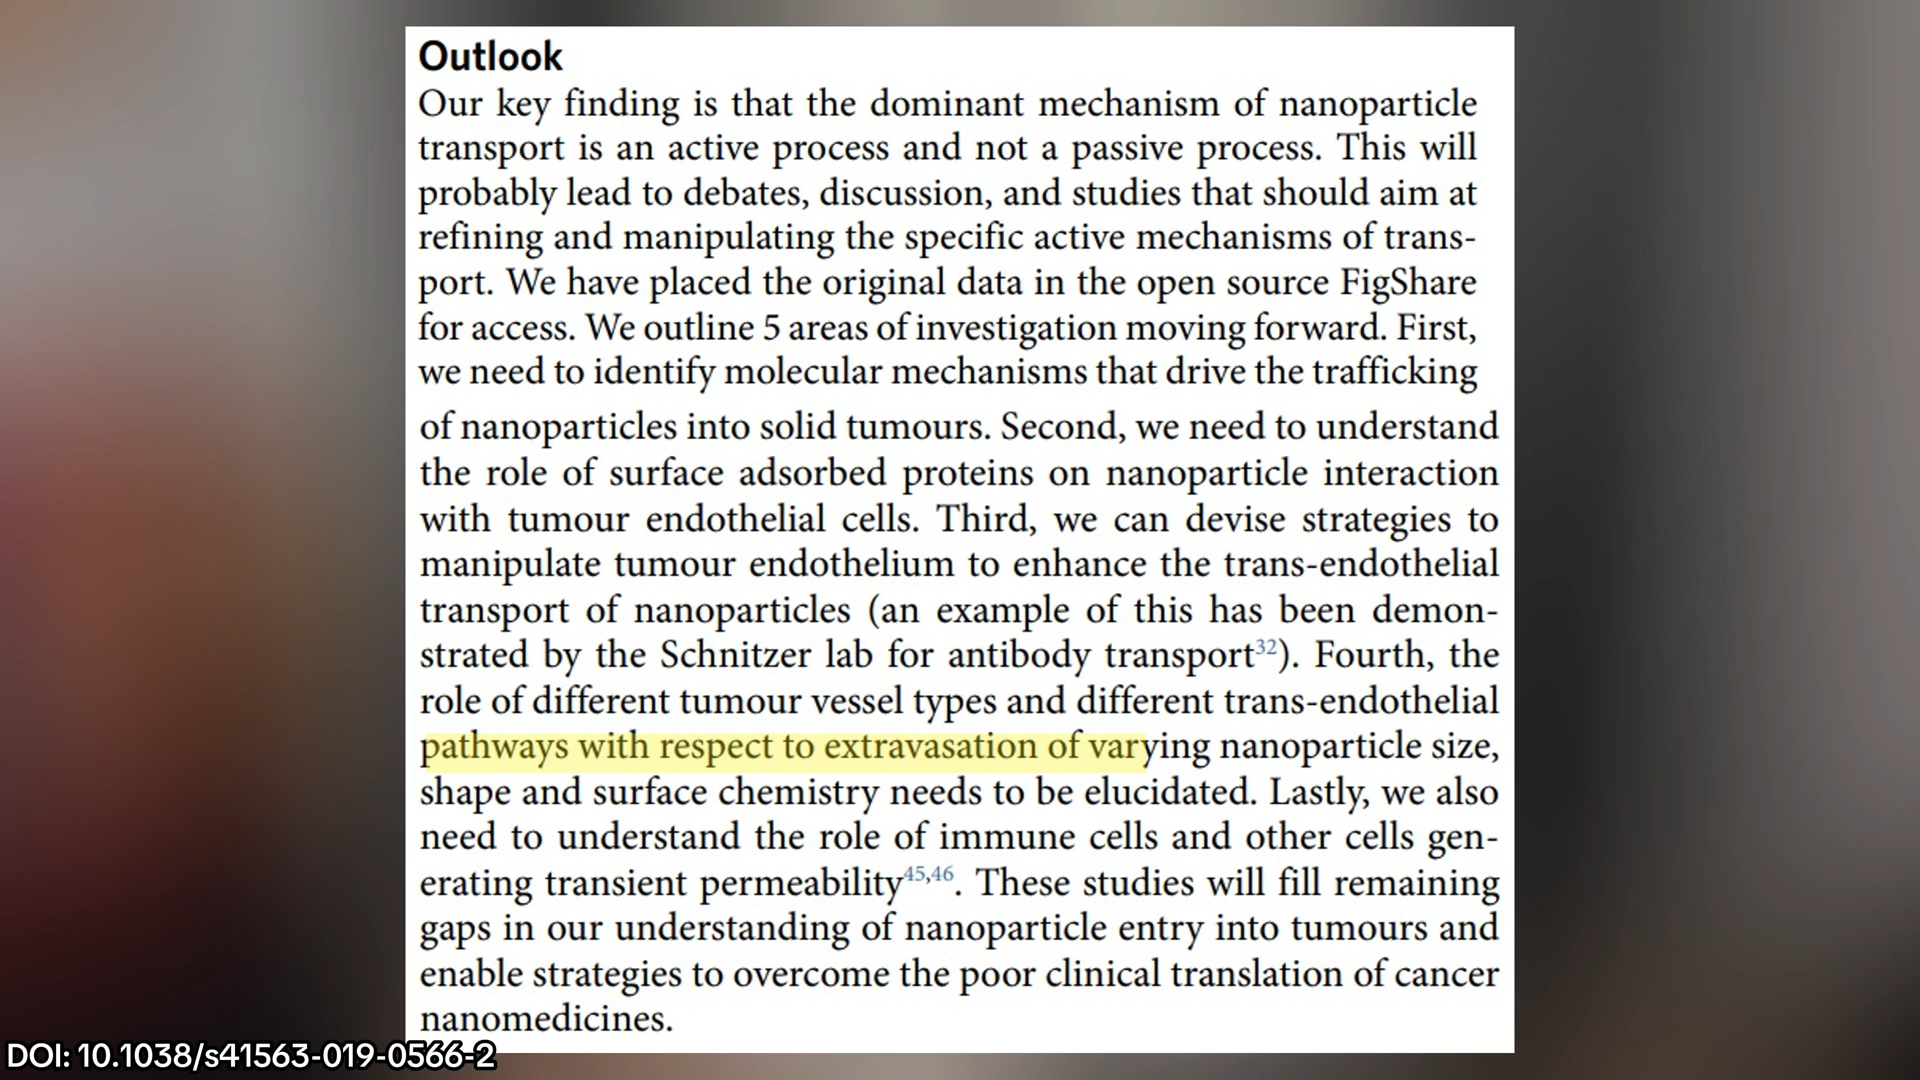 Outlook
Our key finding is that the dominant mechanism of nanoparticle
transport is an active process and not a passive process. This will
probably lead to debates, discussion, and studies that should aim at
refining and manipulating the specific active mechanisms of trans-
port. We have placed the original data in the open source FigShare
for access. We outline 5 areas of investigation moving forward. First,
we need to identify molecular mechanisms that drive the trafficking
of nanoparticles into solid tumours. Second, we need to understand
the role of surface adsorbed proteins on nanoparticle interaction
with tumour endothelial cells. Third, we can devise strategies to
manipulate tumour endothelium to enhance the trans-endothelial
transport of nanoparticles (an example of this has been demon-
strated by the Schnitzer lab for antibody transport32). Fourth, the
role of different tumour vessel types and different trans-endothelial
pathways with respect to extravasation of varying nanoparticle size,
shape and surface chemistry needs to be elucidated. Lastly, we also
need to understand the role of immune cells and other cells gen-
erating transient permeability45,46. These studies will fill remaining
gaps in our understanding of nanoparticle entry into tumours and
enable strategies to overcome the poor clinical translation of cancer
nanomedicines.
DOI: 10.1038/s41563-019-0566-2